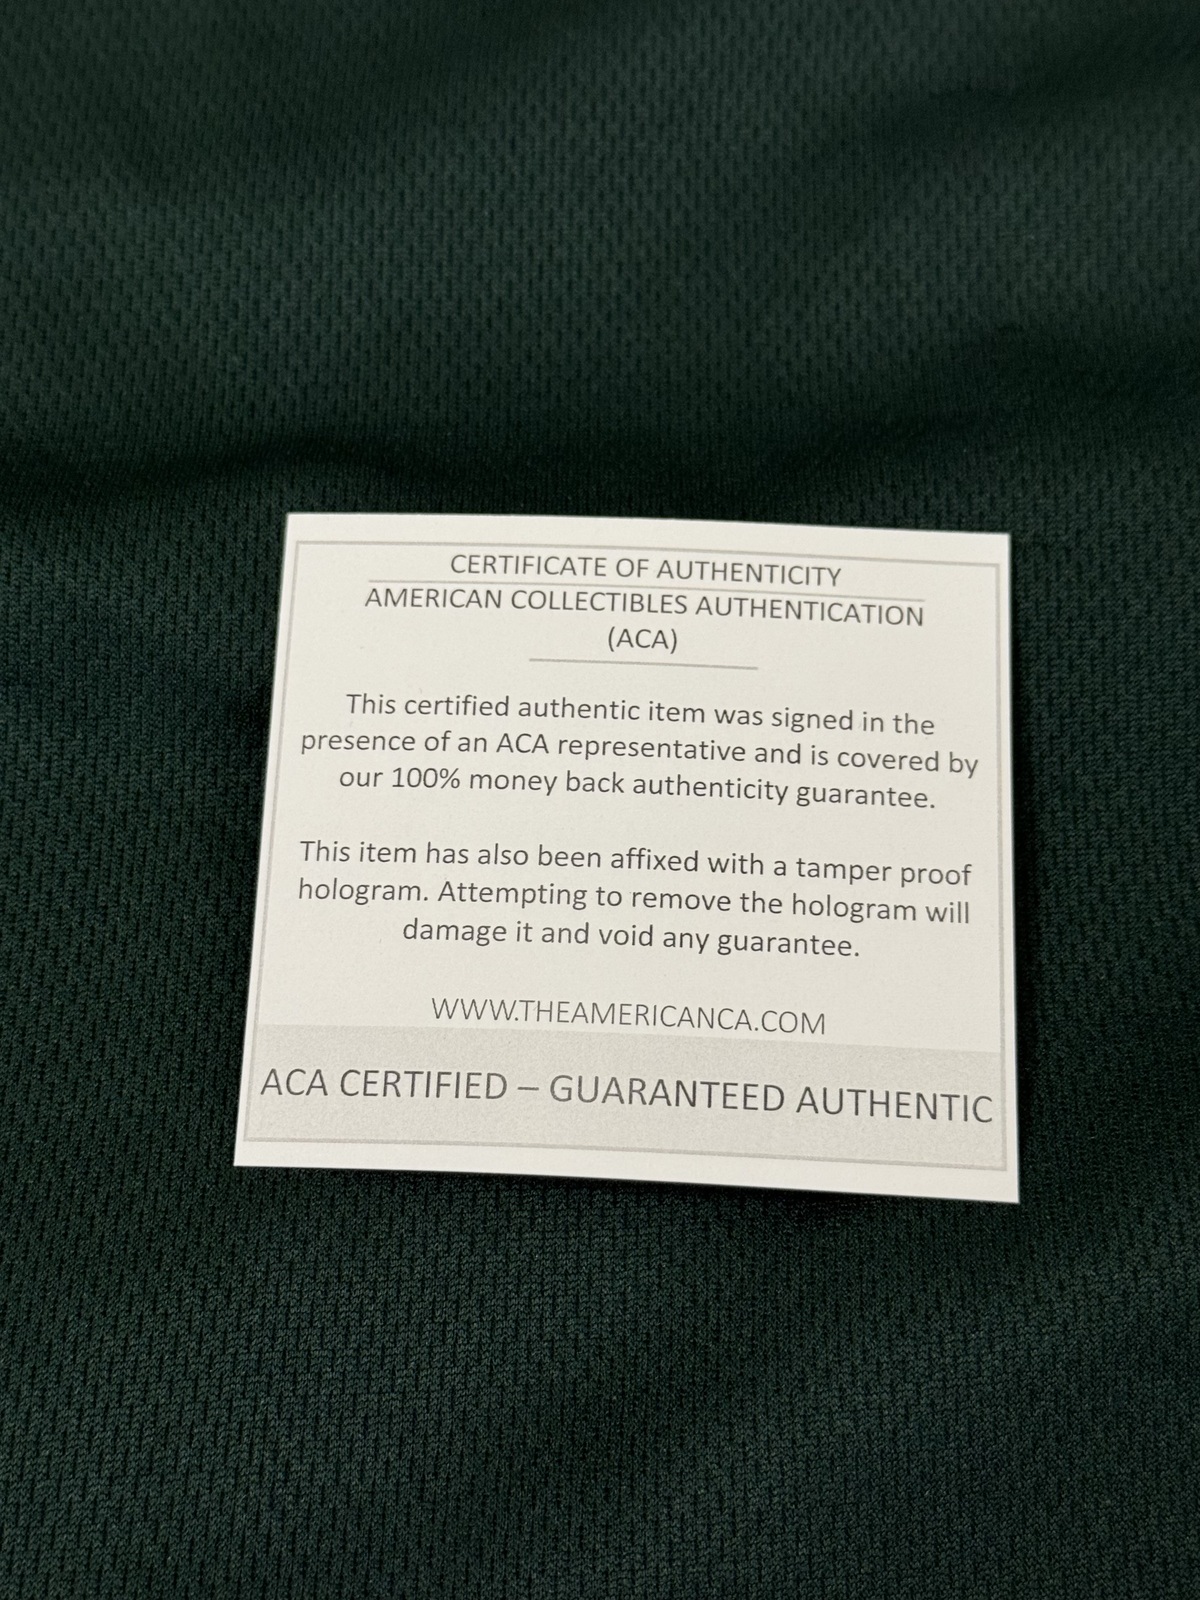 CERTIFICATE OF AUTHENTICITY
AMERICAN COLLECTIBLES AUTHENTICATION
(ACA)
This certified authentic item was signed in the
presence of an ACA representative and is covered by
our 100% money back authenticity guarantee.
This item has also been affixed with a tamper proof
hologram. Attempting to remove the hologram will
damage it and void any guarantee.
WWW.THEAMERICANCA.COM
ACA CERTIFIED – GUARANTEED AUTHENTIC